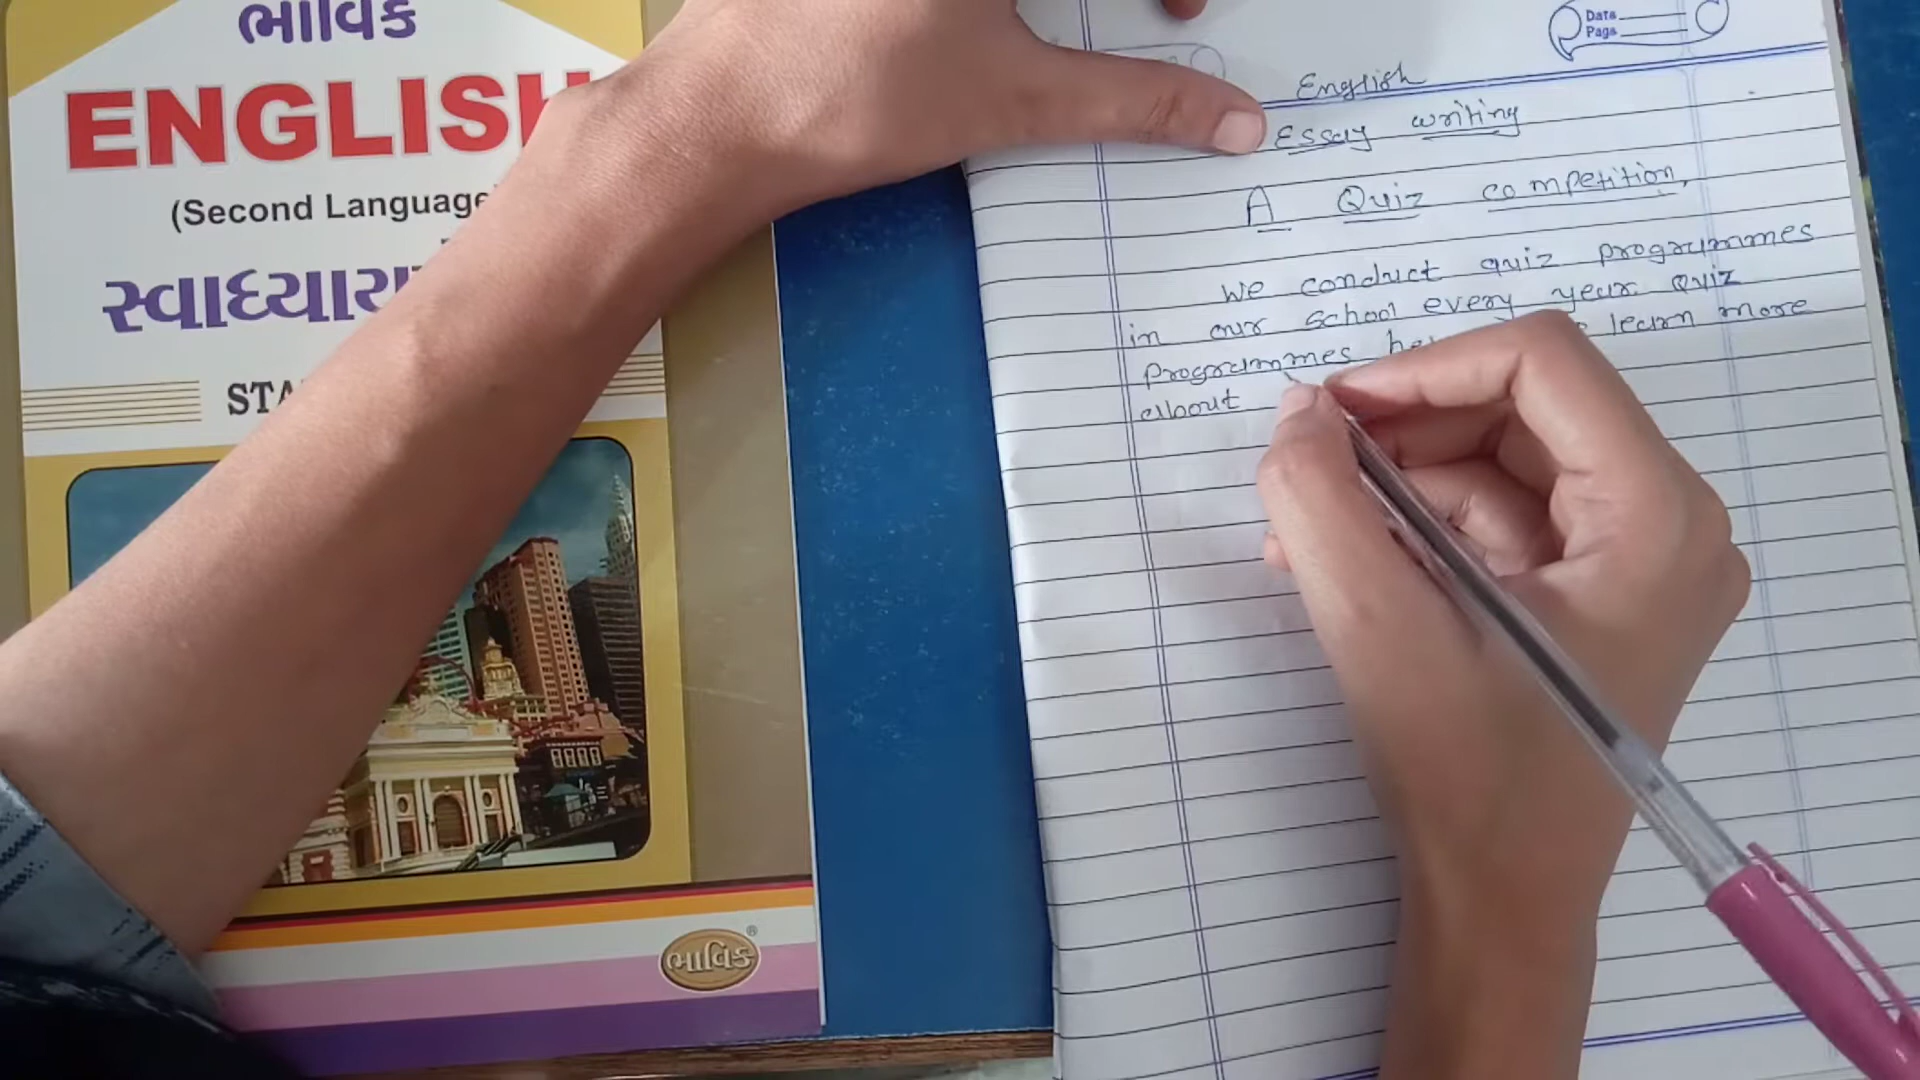 ભાવિક
ENGLISH
(Second Language
STA
ભાવિક
®
Date
Page
English
Essay writing
A Quiz competition,
We conduct quiz programmes
in our school every year. Quiz
Programmes learn more
about